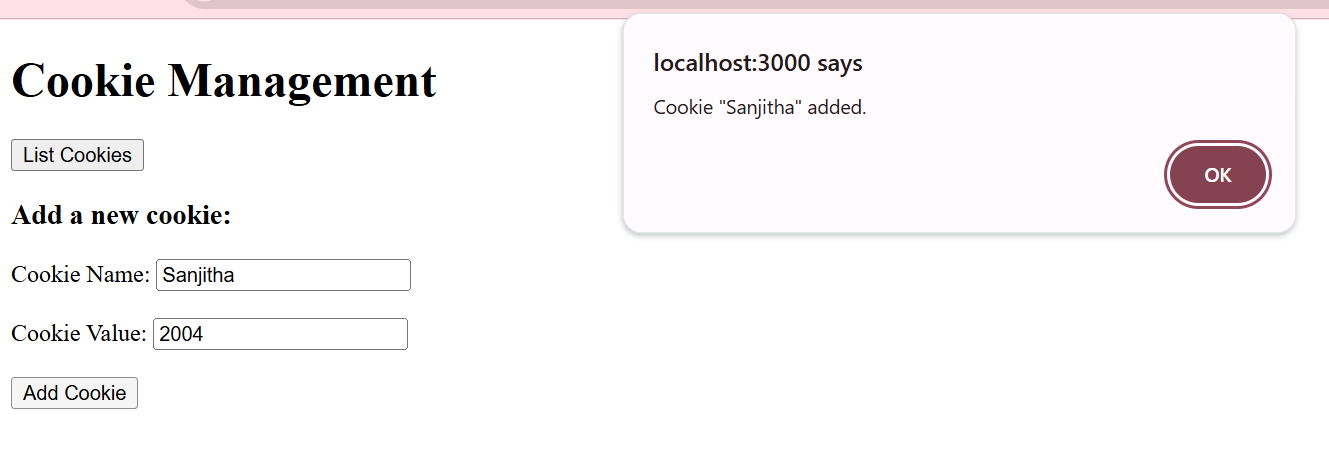 Cookie Management
List Cookies
Add a new cookie:
Cookie Name: Sanjitha
Cookie Value: 2004
Add Cookie
localhost:3000 says
Cookie "Sanjitha" added.
OK